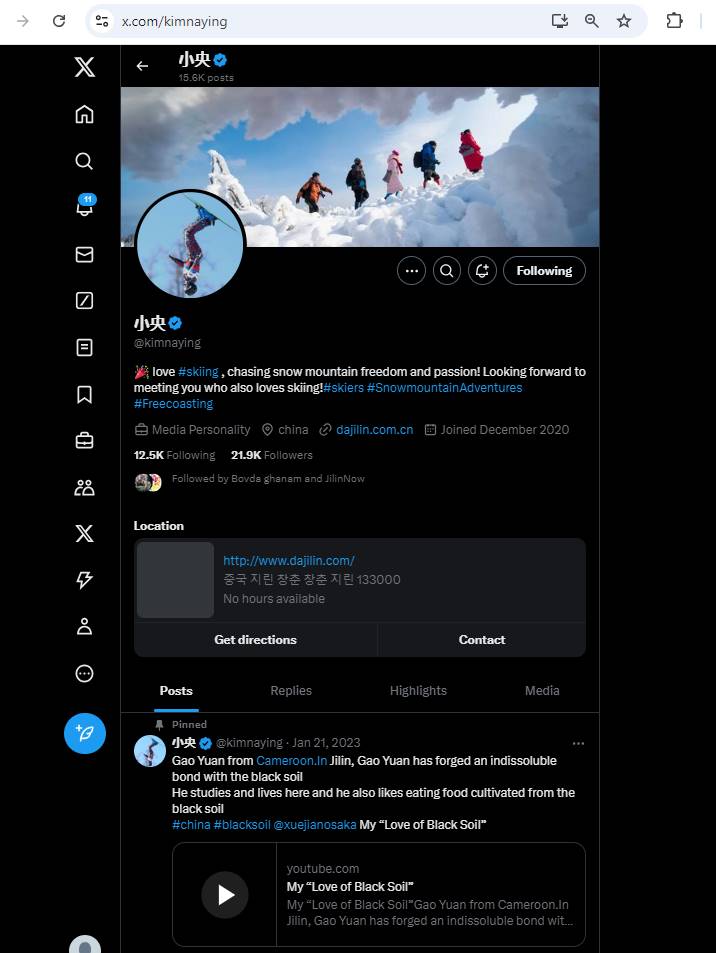 x.com/kimnaying
小央
15.6K posts
11
Following
小央
@kimnaying
🎉 love #skiing , chasing snow mountain freedom and passion! Looking forward to
meeting you who also loves skiing!#skiers #SnowmountainAdventures
#Freecoasting
Media Personality china dajilin.com.cn Joined December 2020
12.5K Following 21.9K Followers
Followed by Bovda ghanam and JilinNow
Location
http://www.dajilin.com/
중국 지린 창춘 창춘 지린 133000
No hours available
Get directions Contact
Posts Replies Highlights Media
Pinned
小央 @kimnaying · Jan 21, 2023
Gao Yuan from Cameroon.In Jilin, Gao Yuan has forged an indissoluble
bond with the black soil
He studies and lives here and he also likes eating food cultivated from the
black soil
#china #blacksoil @xuejianosaka My “Love of Black Soil”
youtube.com
My “Love of Black Soil”
My “Love of Black Soil”Gao Yuan from Cameroon.In
Jilin, Gao Yuan has forged an indissoluble bond wit...